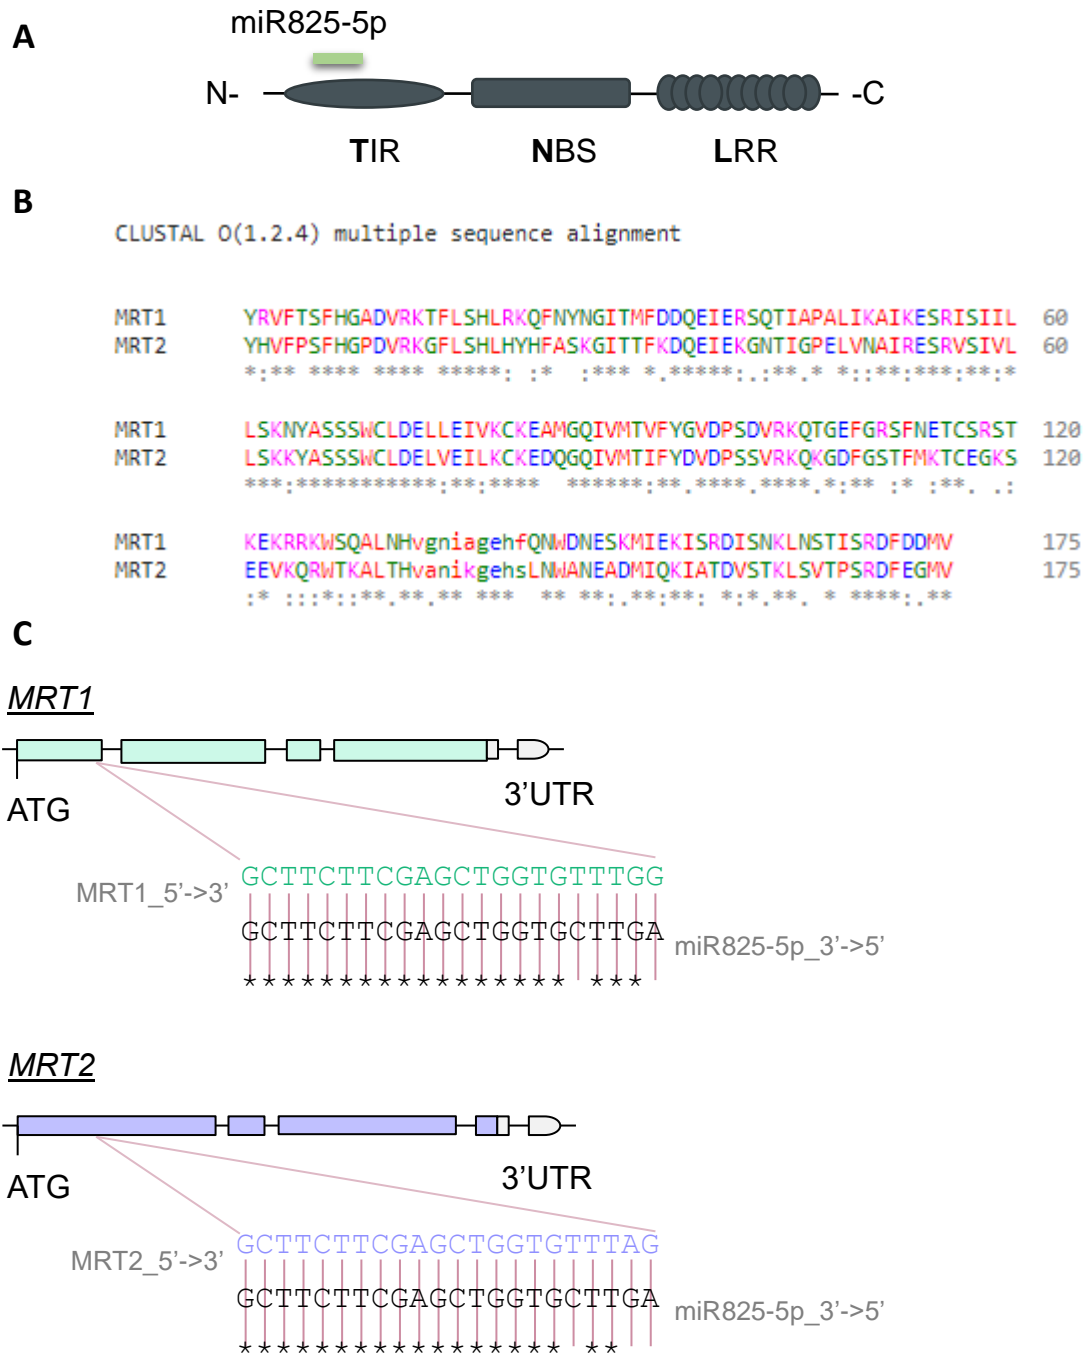 A
miR825-5p
N-
-C
TIR
NBS
LRR
B
CLUSTAL O(1.2.4) multiple sequence alignment
MRT1 YRVFTSFHGADVRKTFLSHLRKQFNYNGITMFDDQEIERSQTIAPALIKAIKESRISIIL 60
MRT2 YHVFPSFHGPDVRKGFLSHLHYHFASKGITTFKDQEIEKGNTIGPELVNAIRESRVSIVL 60
*:** **** **** *****: :* :*** *.*****:.:**.* *::**:***:**:*
MRT1 LSKNYASSSWCLDELLEIVKCKEAMGQIVMTVFYGVDPSDVRKQTGEFGRSFNETCSRST 120
MRT2 LSKKYASSSWCLDELVEILKCKEDQGQIVMTIFYDVDPSSVRKQKGDFGSTFMKTCEGKS 120
***:***********:**:**** ******:**.****.****.*:** :* :**. .:
MRT1 KEKRRKWSQALNHvgniagehfQNWDNESKMIEKISRDISNKLNSTISRDFDDMV 175
MRT2 EEVKQRWTKALTHvanikgehsLNWANEADMIQKIATDVSTKLSVTPSRDFEGMV 175
:* :::*::**.**.** *** ** **:.**:**: *:*.**. * ****:.**
C
MRT1
ATG
3'UTR
GCTTCTTCGAGCTGGTGTTTGG
MRT1_5'->3'
GCTTCTTCGAGCTGGTGCTTGA
miR825-5p_3'->5'
***************** ***
MRT2
ATG
3'UTR
GCTTCTTCGAGCTGGTGTTTAG
MRT2_5'->3'
GCTTCTTCGAGCTGGTGCTTGA
miR825-5p_3'->5'
***************** **